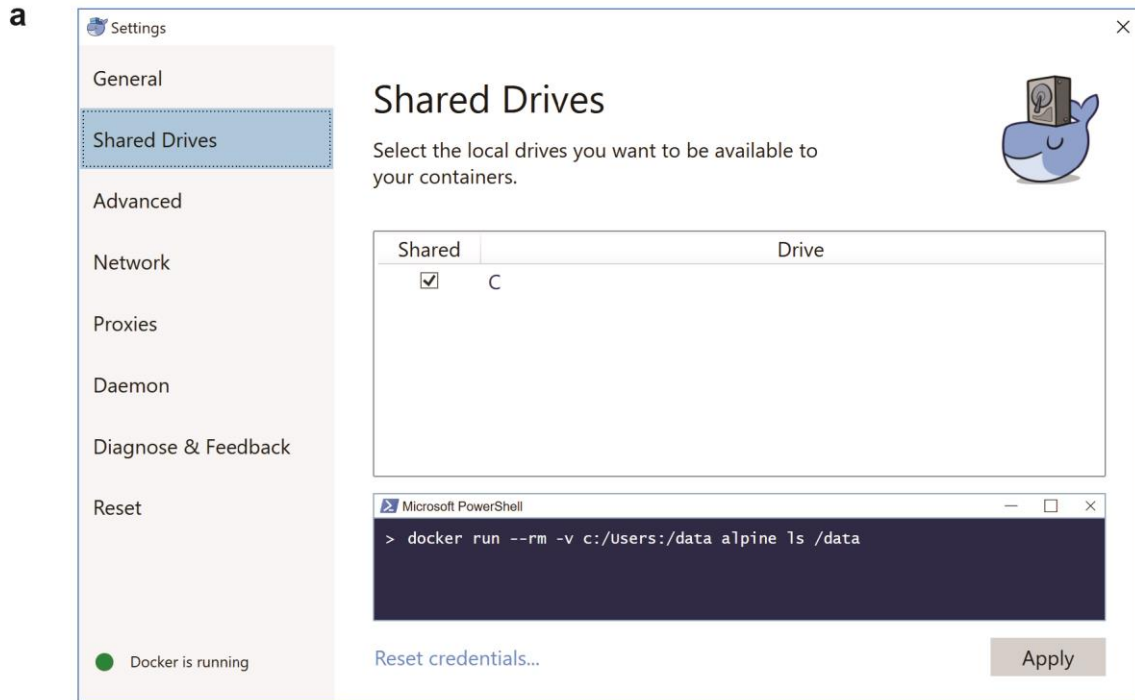 a
Settings
General
Shared Drives
Advanced
Network
Proxies
Daemon
Diagnose & Feedback
Reset
Docker is running
Shared Drives
Select the local drives you want to be available to
your containers.
Shared Drive
C
Microsoft PowerShell
> docker run --rm -v c:/Users:/data alpine ls /data
Reset credentials...
Apply